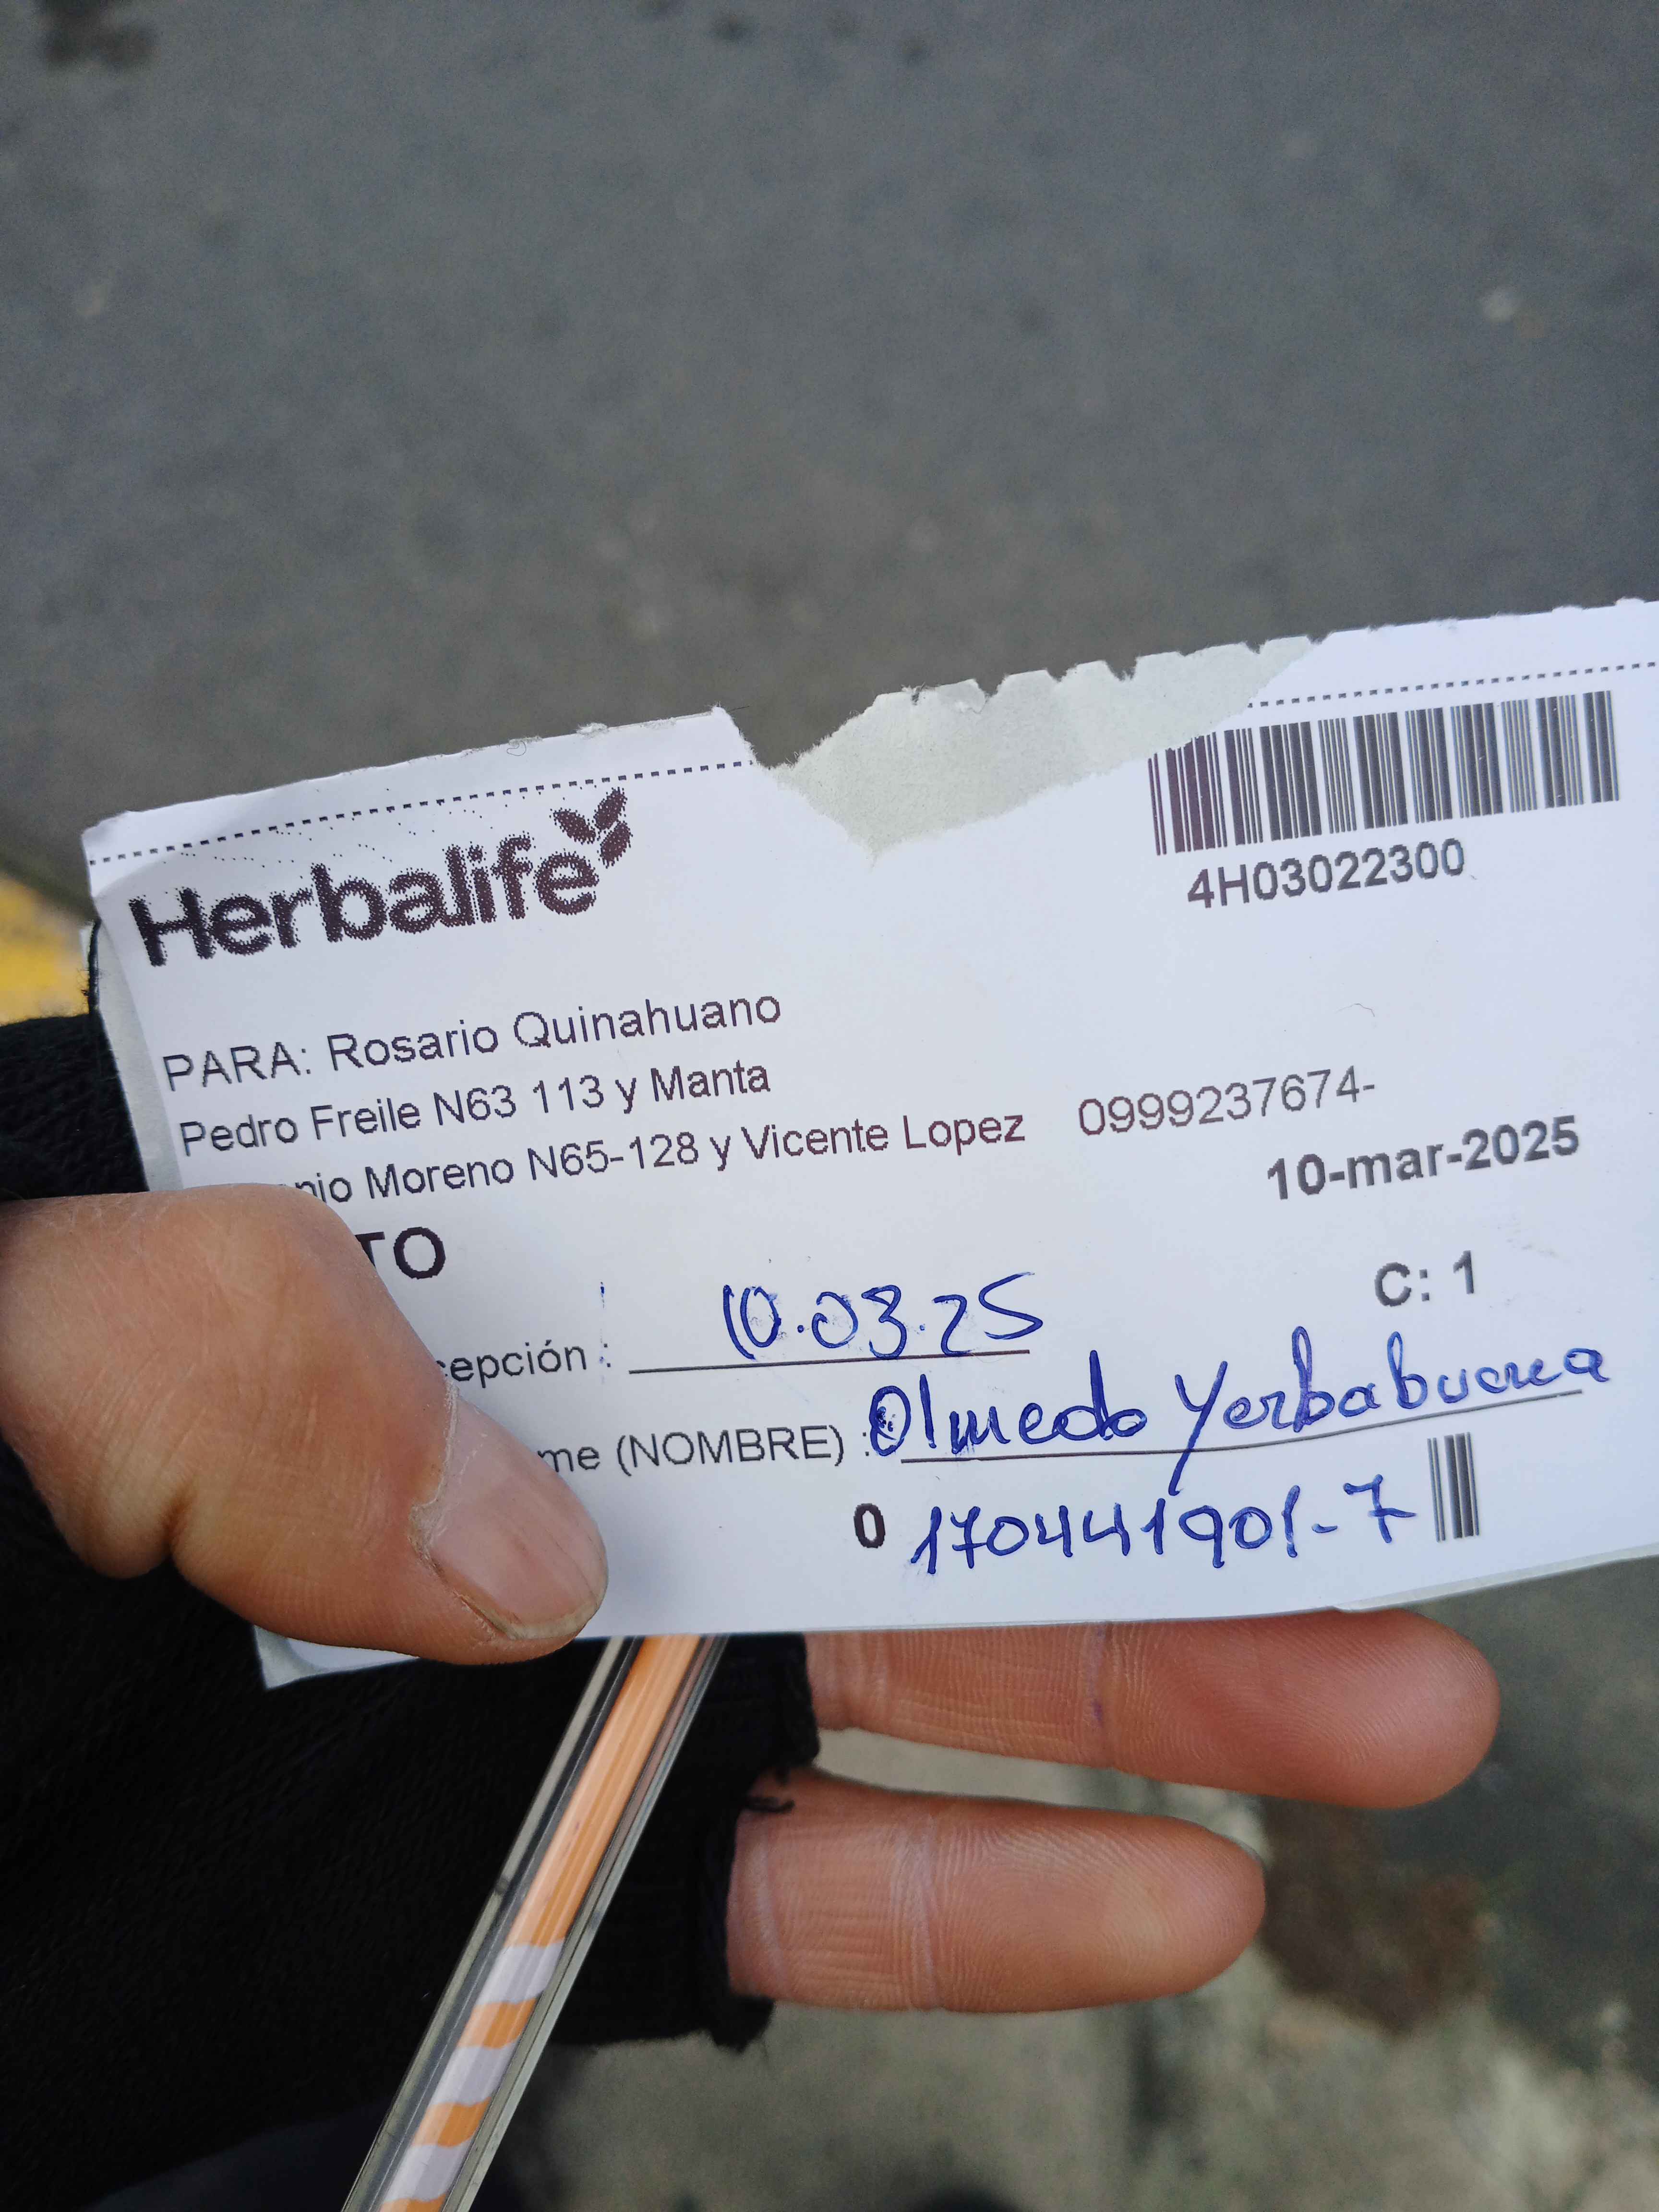 Herbalife
4H03022300
PARA: Rosario Quinahuano
Pedro Freile N63 113 y Manta
Moreno N65-128 y Vicente Lopez 0999237674-
10-mar-2025
TO
C: 1
cepción : 10.03.25
me (NOMBRE) : Olmedo Yerbabuena
0 170441901-7